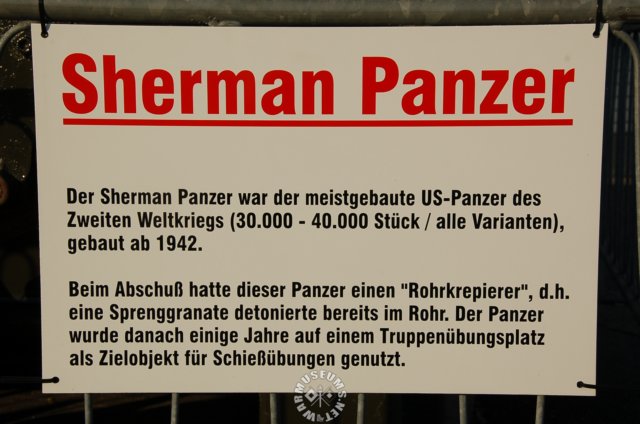 Sherman Panzer
Der Sherman Panzer war der meistgebaute US-Panzer des
Zweiten Weltkriegs (30.000 - 40.000 Stück / alle Varianten),
gebaut ab 1942.
Beim Abschuß hatte dieser Panzer einen "Rohrkrepierer", d.h.
eine Sprenggranate detonierte bereits im Rohr. Der Panzer
wurde danach einige Jahre auf einem Truppenübungsplatz
als Zielobjekt für Schießübungen genutzt.
WARMUSEUMS.NET